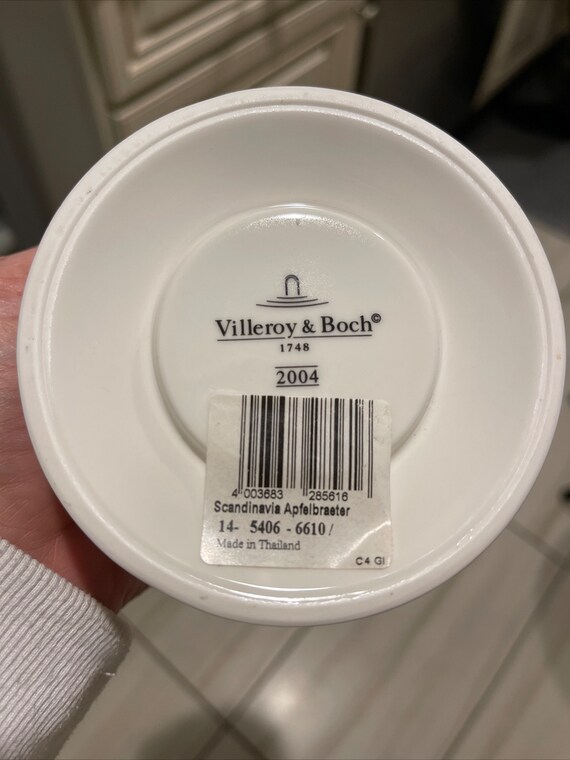 Villeroy & Boch©
1748
2004
4 003683 285616
Scandinavia Apfelbraeter
14- 5406 - 6610 /
Made in Thailand
C4 GI